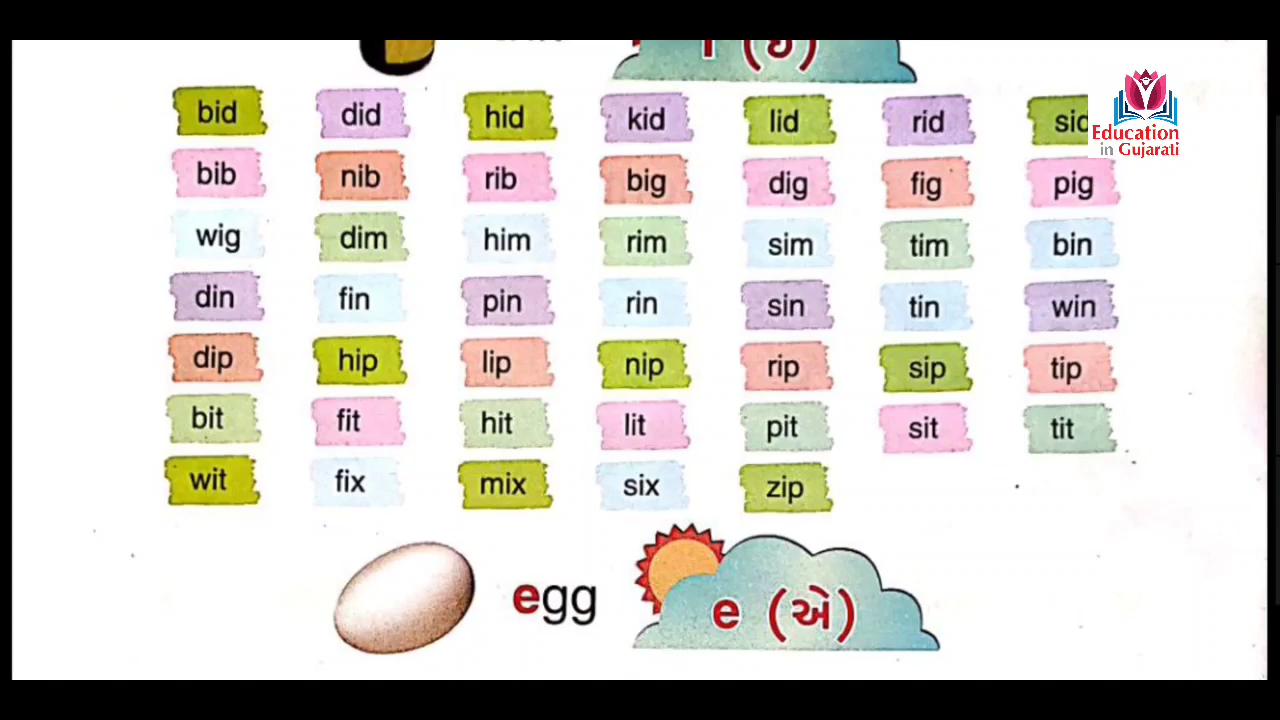 i (ઇ)
bid did hid kid lid rid
Education
in Gujarati
bib nib rib big dig fig pig
wig dim him rim sim tim bin
din fin pin rin sin tin win
dip hip lip nip rip sip tip
bit fit hit lit pit sit tit
wit fix mix six zip
egg e (એ)